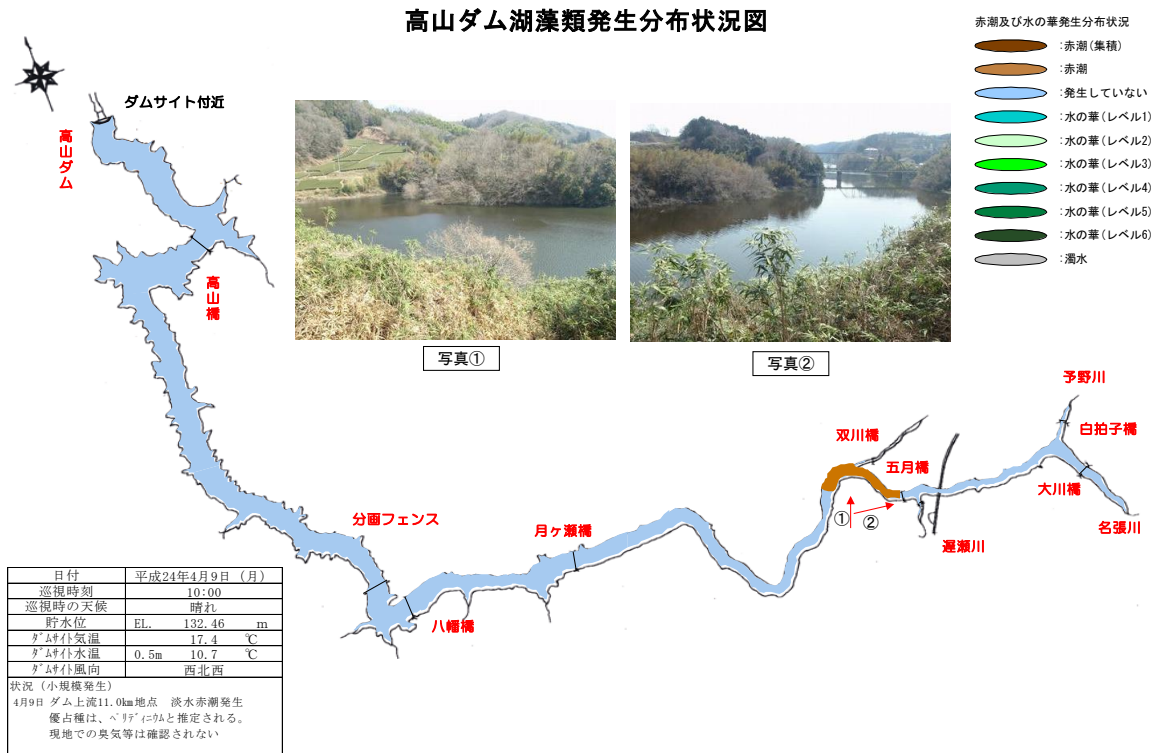 高山ダム湖藻類発生分布状況図
赤潮及び水の華発生分布状況
:赤潮(集積)
:赤潮
:発生していない
:水の華(レベル1)
:水の華(レベル2)
:水の華(レベル3)
:水の華(レベル4)
:水の華(レベル5)
:水の華(レベル6)
:濁水
ダムサイト付近
高山ダム
高山橋
写真①
写真②
予野川
白拍子橋
双川橋
五月橋
大川橋
名張川
①
②
遅瀬川
分画フェンス
月ヶ瀬橋
八幡橋
日付 平成24年4月9日 (月)
巡視時刻 10:00
巡視時の天候 晴れ
貯水位 EL. 132.46 m
ﾀﾞﾑｻｲﾄ気温 17.4 ℃
ﾀﾞﾑｻｲﾄ水温 0.5m 10.7 ℃
ﾀﾞﾑｻｲﾄ風向 西北西
状況 (小規模発生)
4月9日 ダム上流11.0km地点 淡水赤潮発生
優占種は、ﾍﾟﾘﾃﾞｨﾆｳﾑと推定される。
現地での臭気等は確認されない